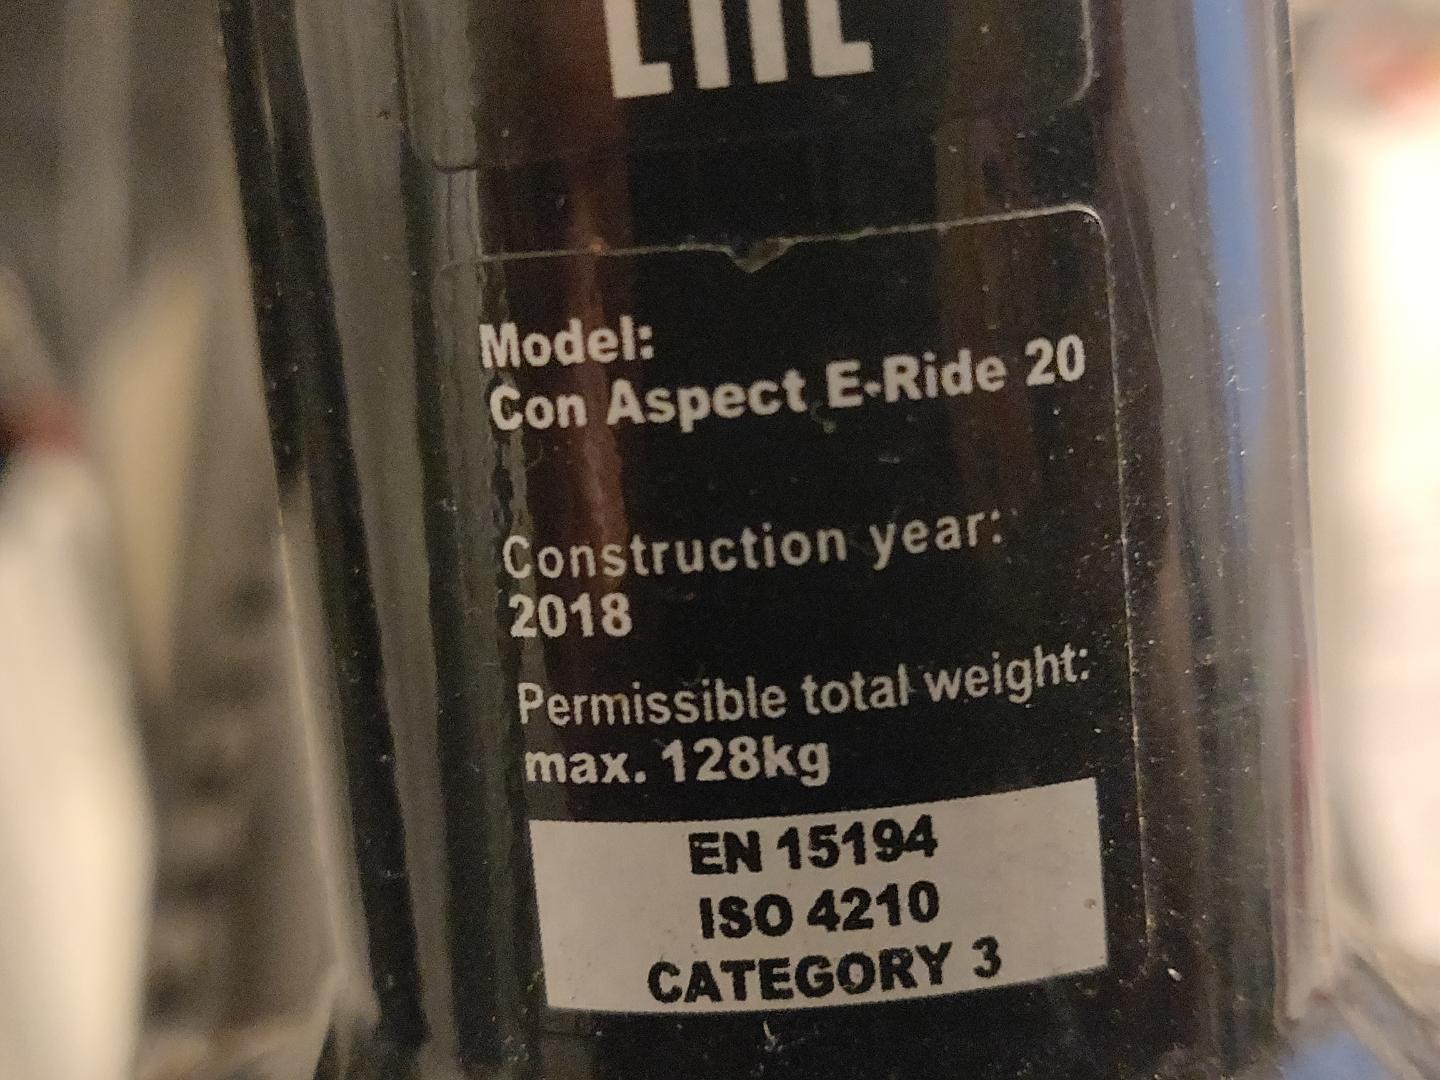 Model:
Con Aspect E-Ride 20
Construction year:
2018
Permissible total weight:
max. 128kg
EN 15194
ISO 4210
CATEGORY 3